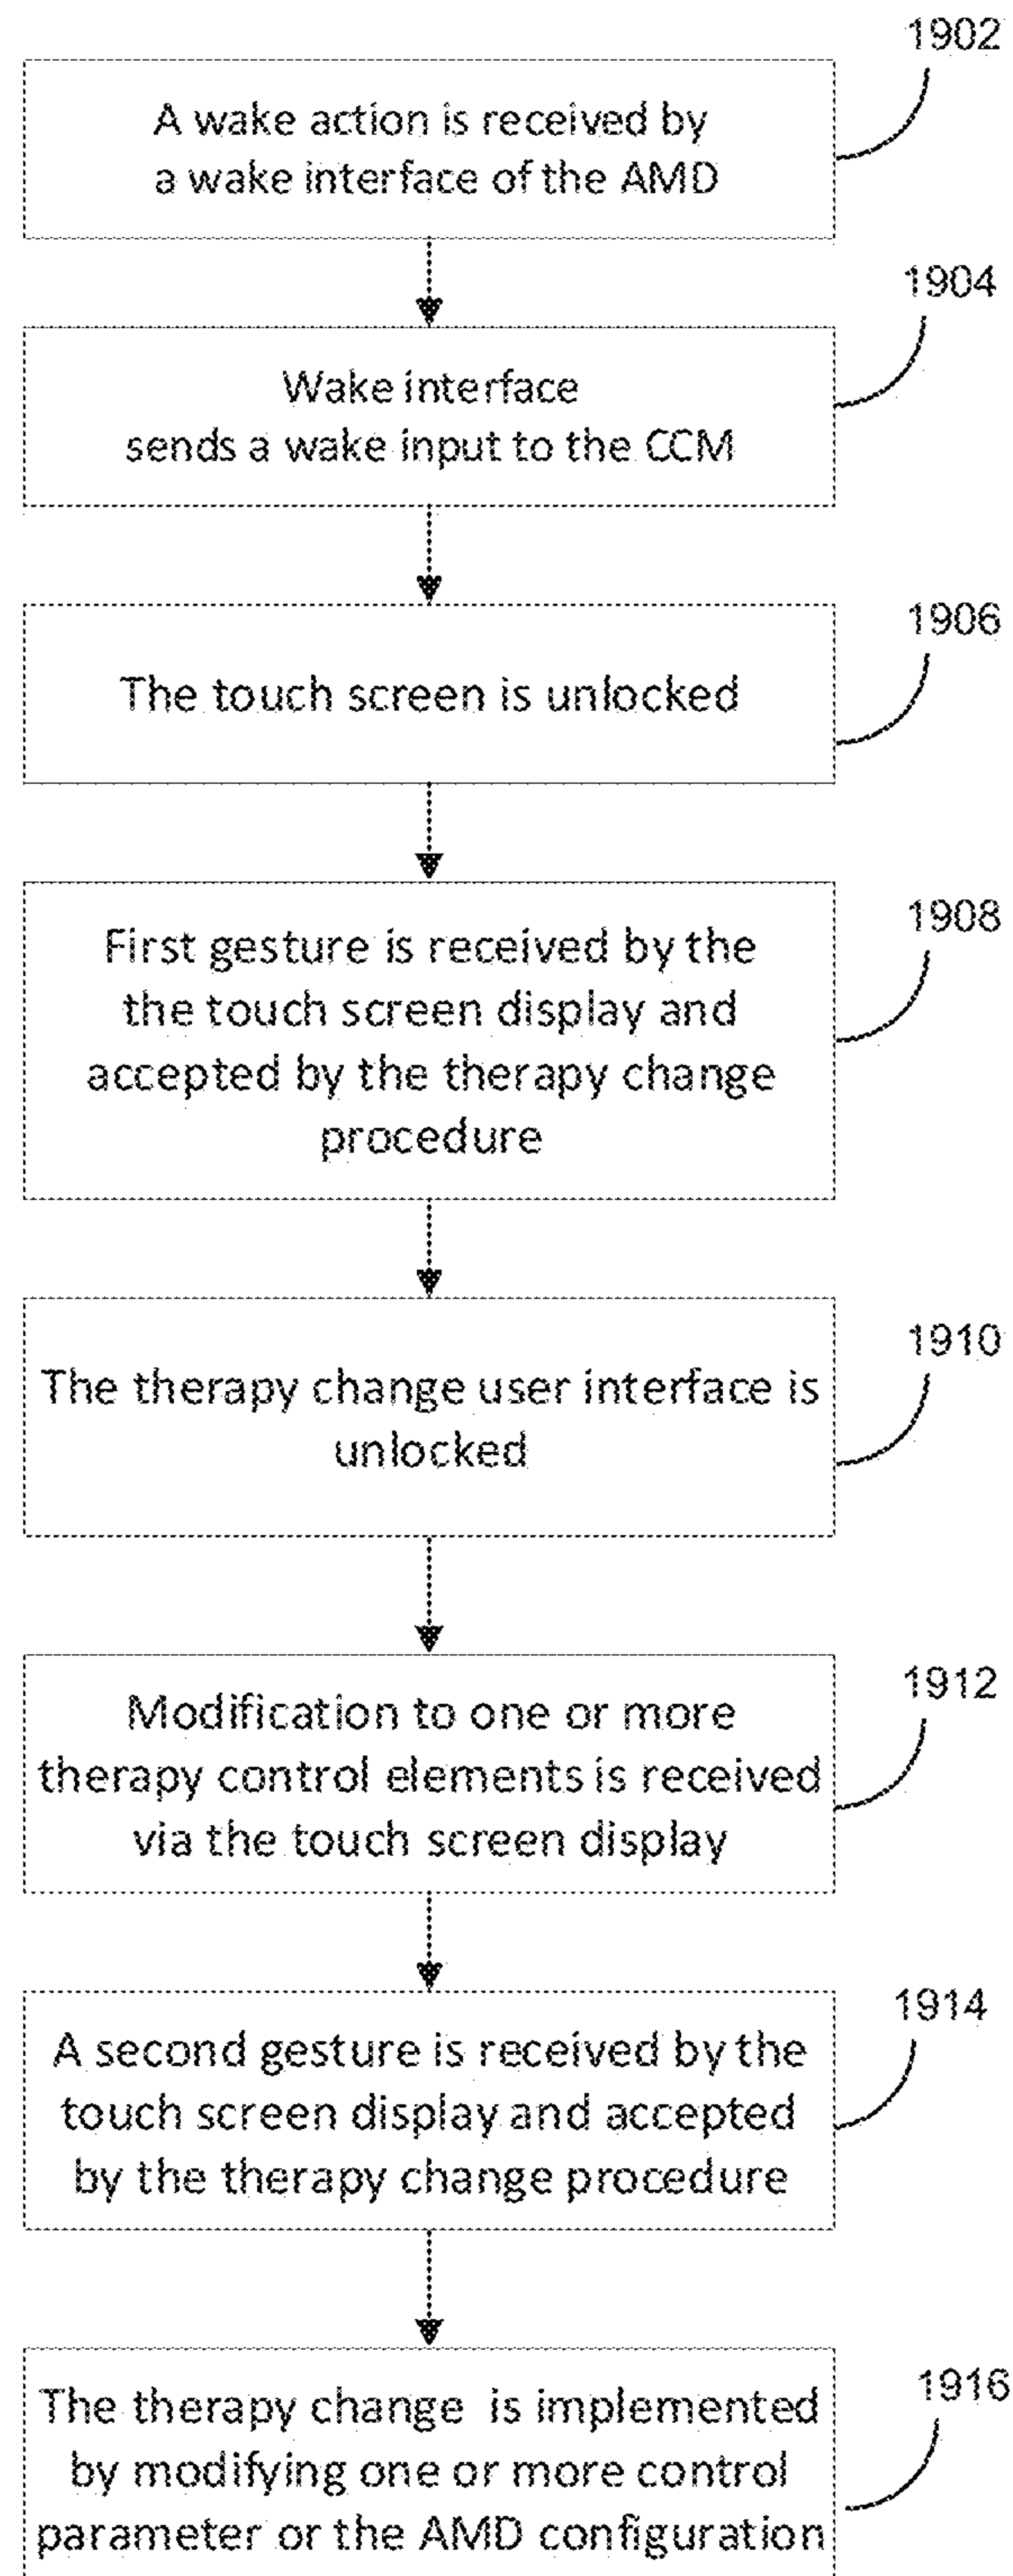 1902
A wake action is received by
a wake interface of the AMD
1904
Wake interface
sends a wake input to the CCM
1906
The touch screen is unlocked
1908
First gesture is received by the
the touch screen display and
accepted by the therapy change
procedure
1910
The therapy change user interface is
unlocked
1912
Modification to one or more
therapy control elements is received
via the touch screen display
1914
A second gesture is received by the
touch screen display and accepted
by the therapy change procedure
1916
The therapy change is implemented
by modifying one or more control
parameter or the AMD configuration